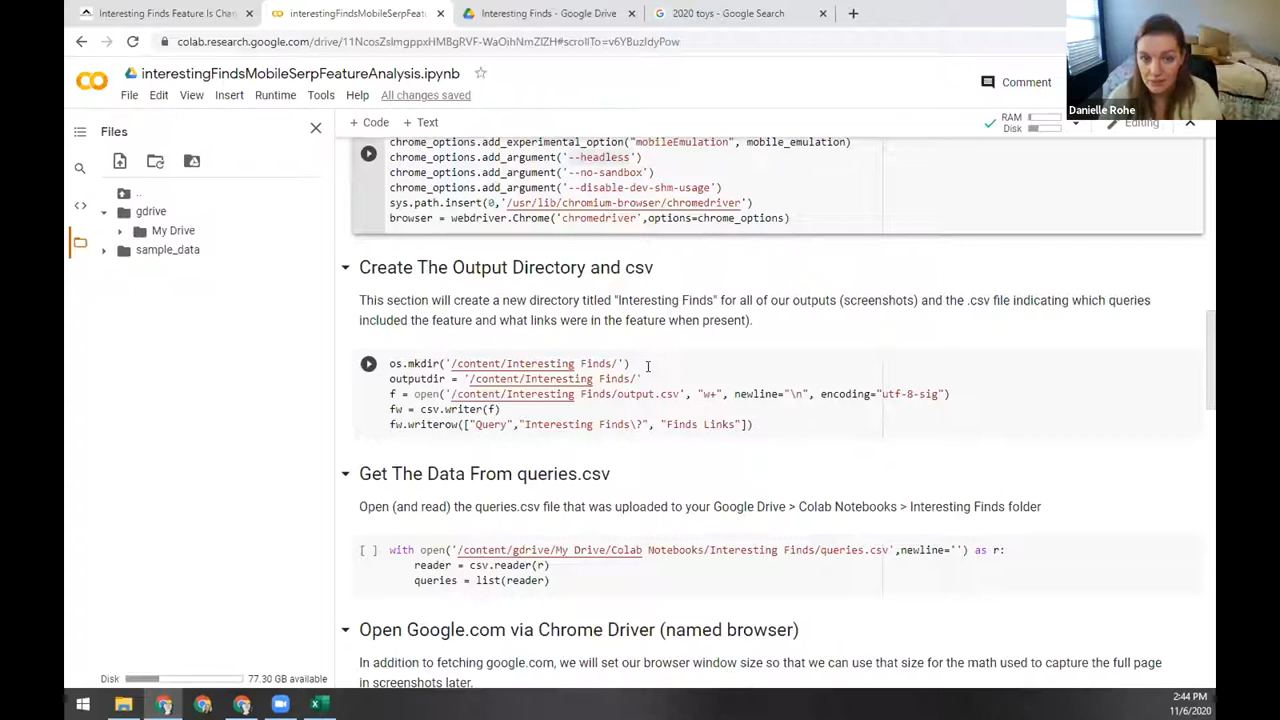 Interesting Finds Feature Is Chan
interestingFindsMobileSerpFeatu
Interesting Finds - Google Drive
2020 toys - Google Search
colab.research.google.com/drive/11NcosZsImgppxHMBgRVF-WaOihNmZIZH#scrollTo=v6YBuzIdyPow
interestingFindsMobileSerpFeatureAnalysis.ipynb
File Edit View Insert Runtime Tools Help All changes saved
Comment
Danielle Rohe
Files
+ Code + Text
RAM
Disk
Editing
..
gdrive
My Drive
sample_data
chrome_options.add_experimental_option("mobileEmulation", mobile_emulation)
chrome_options.add_argument('--headless')
chrome_options.add_argument('--no-sandbox')
chrome_options.add_argument('--disable-dev-shm-usage')
sys.path.insert(0,'/usr/lib/chromium-browser/chromedriver')
browser = webdriver.Chrome('chromedriver',options=chrome_options)
Create The Output Directory and csv
This section will create a new directory titled "Interesting Finds" for all of our outputs (screenshots) and the .csv file indicating which queries
included the feature and what links were in the feature when present).
os.mkdir('/content/Interesting Finds/')
outputdir = '/content/Interesting Finds/'
f = open('/content/Interesting Finds/output.csv', "w+", newline="\n", encoding="utf-8-sig")
fw = csv.writer(f)
fw.writerow(["Query","Interesting Finds\?", "Finds Links"])
Get The Data From queries.csv
Open (and read) the queries.csv file that was uploaded to your Google Drive > Colab Notebooks > Interesting Finds folder
[ ] with open('/content/gdrive/My Drive/Colab Notebooks/Interesting Finds/queries.csv',newline='') as r:
reader = csv.reader(r)
queries = list(reader)
Open Google.com via Chrome Driver (named browser)
In addition to fetching google.com, we will set our browser window size so that we can use that size for the math used to capture the full page
in screenshots later.
Disk 77.30 GB available
2:44 PM
11/6/2020